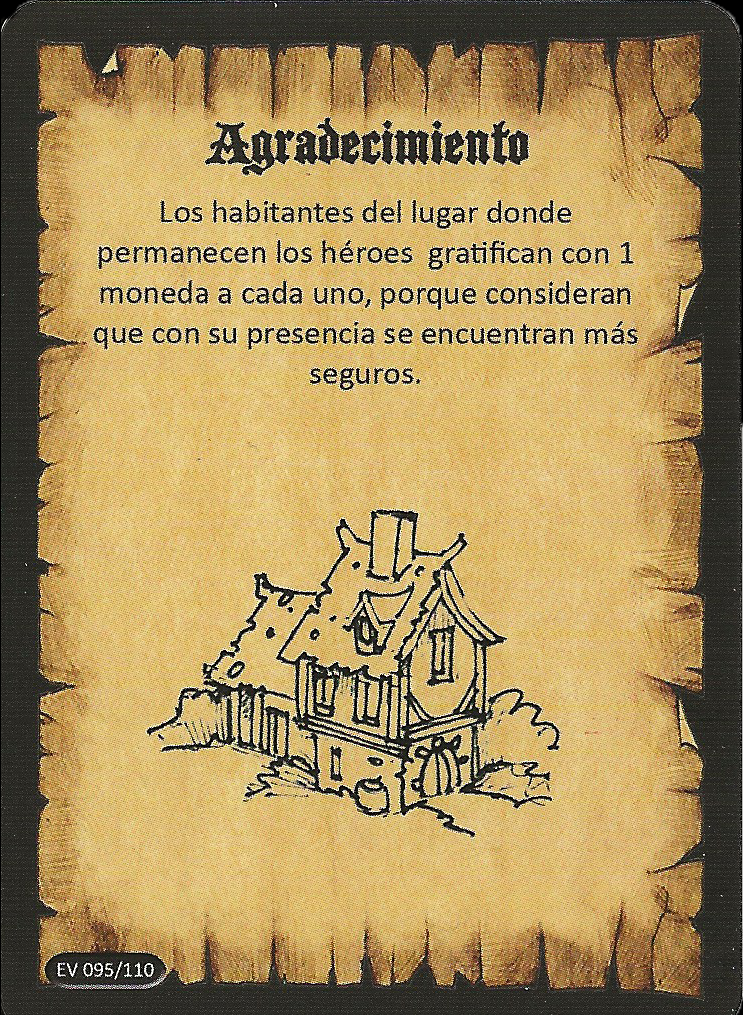 Agradecimiento
Los habitantes del lugar donde
permanecen los héroes gratifican con 1
moneda a cada uno, porque consideran
que con su presencia se encuentran más
seguros.
EV 095/110